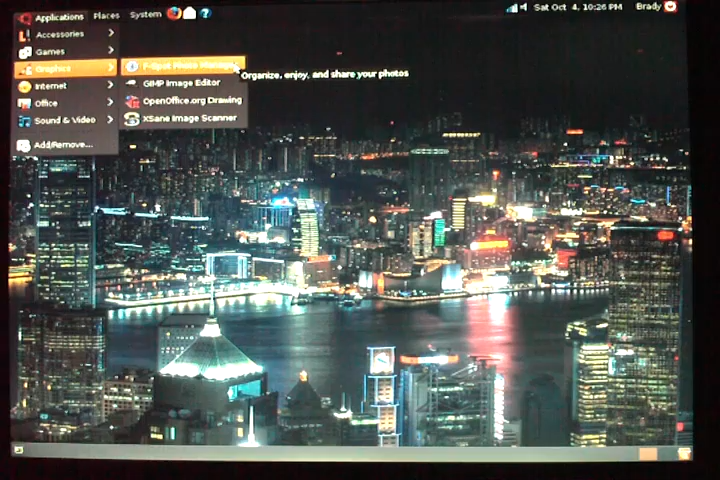 Applications Places System Sat Oct 4, 10:26 PM Brady
Accessories
Games
Graphics
Internet
Office
Sound & Video
Add/Remove...
F-Spot Photo Manager
GIMP Image Editor
OpenOffice.org Drawing
XSane Image Scanner
Organize, enjoy, and share your photos